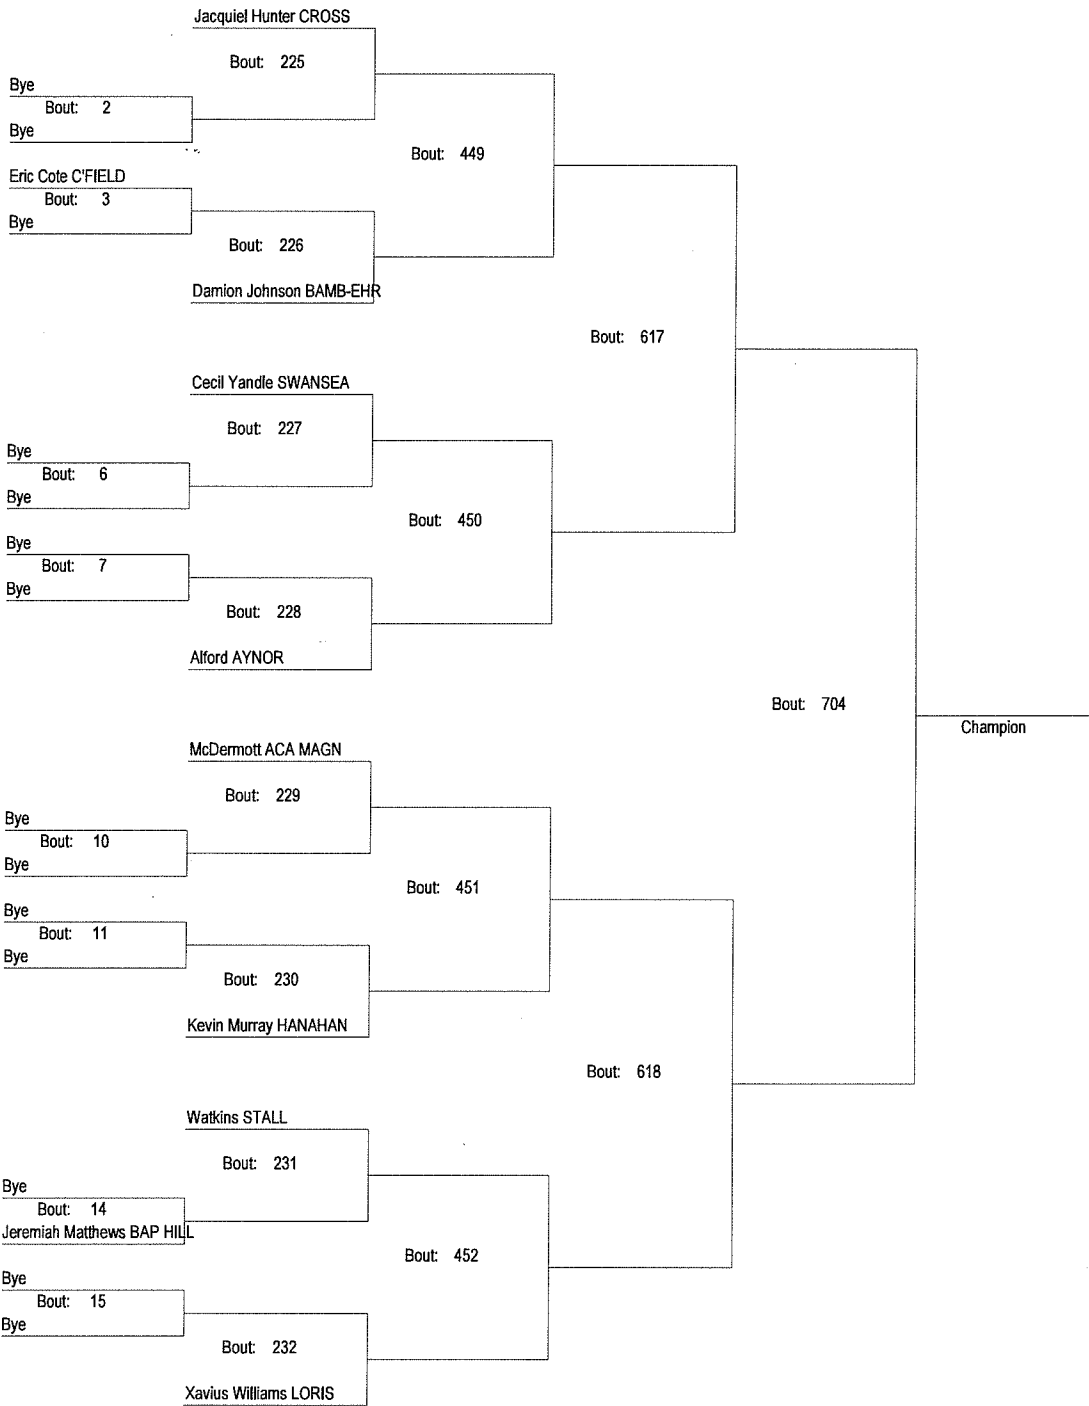 Jacquiel Hunter CROSS
Bout: 225
Bye
Bout: 2
Bye
Bout: 449
Eric Cote C'FIELD
Bout: 3
Bye
Bout: 226
Damion Johnson BAMB-EHR
Bout: 617
Cecil Yandle SWANSEA
Bout: 227
Bye
Bout: 6
Bye
Bout: 450
Bye
Bout: 7
Bye
Bout: 228
Alford AYNOR
Bout: 704
Champion
McDermott ACA MAGN
Bout: 229
Bye
Bout: 10
Bye
Bout: 451
Bye
Bout: 11
Bye
Bout: 230
Kevin Murray HANAHAN
Bout: 618
Watkins STALL
Bout: 231
Bye
Bout: 14
Jeremiah Matthews BAP HILL
Bout: 452
Bye
Bout: 15
Bye
Bout: 232
Xavius Williams LORIS